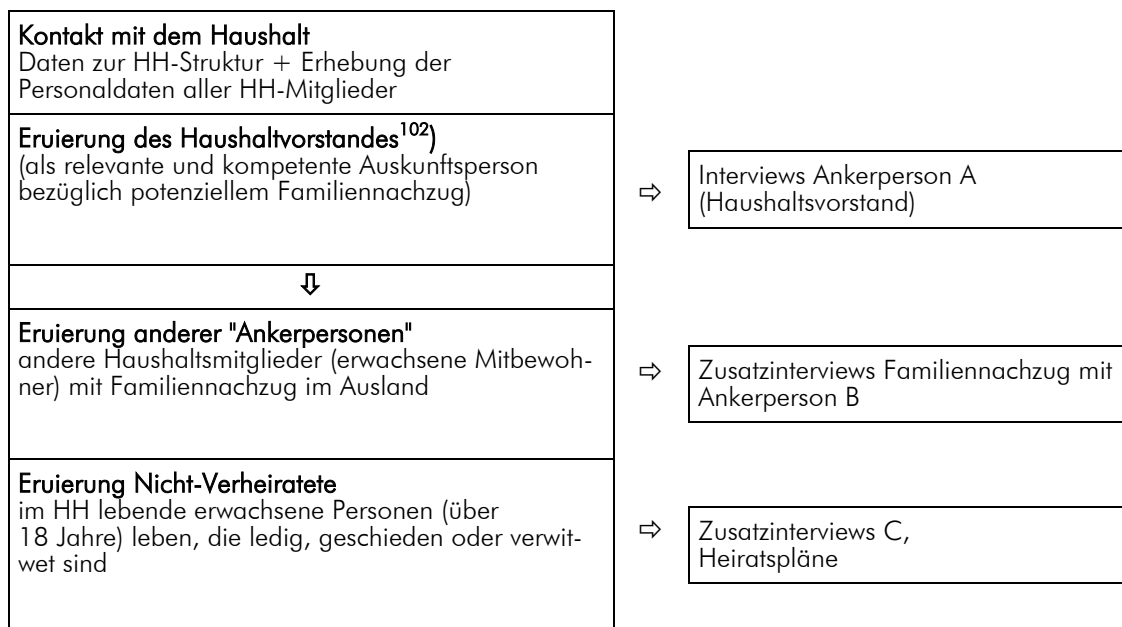 Kontakt mit dem Haushalt
Daten zur HH-Struktur + Erhebung der
Personaldaten aller HH-Mitglieder
Eruierung des Haushaltvorstandes102)
(als relevante und kompetente Auskunftsperson
bezüglich potenziellem Familiennachzug)
⇨
Interviews Ankerperson A
(Haushaltsvorstand)
⇩
Eruierung anderer "Ankerpersonen"
andere Haushaltsmitglieder (erwachsene Mitbewoh-
ner) mit Familiennachzug im Ausland
⇨
Zusatzinterviews Familiennachzug mit
Ankerperson B
Eruierung Nicht-Verheiratete
im HH lebende erwachsene Personen (über
18 Jahre) leben, die ledig, geschieden oder verwit-
wet sind
⇨
Zusatzinterviews C,
Heiratspläne